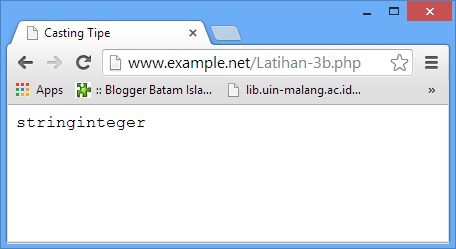 Casting Tipe
www.example.net/Latihan-3b.php
Apps :: Blogger Batam Isla... lib.uin-malang.ac.id... »
stringinteger